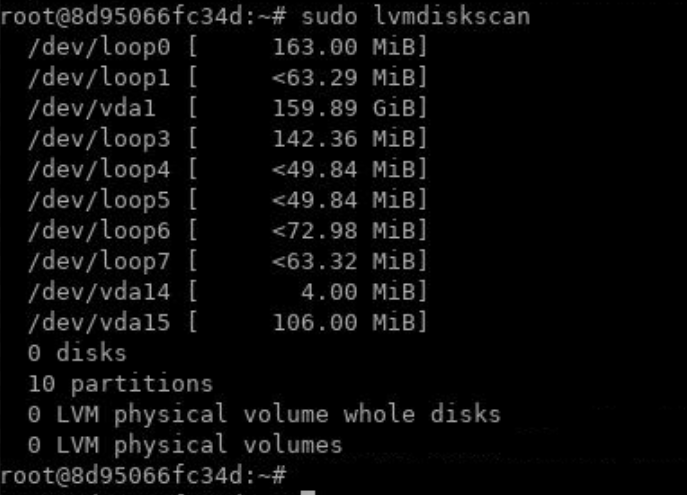 root@8d95066fc34d:~# sudo lvmdiskscan
/dev/loop0 [ 163.00 MiB]
/dev/loop1 [ <63.29 MiB]
/dev/vda1 [ 159.89 GiB]
/dev/loop3 [ 142.36 MiB]
/dev/loop4 [ <49.84 MiB]
/dev/loop5 [ <49.84 MiB]
/dev/loop6 [ <72.98 MiB]
/dev/loop7 [ <63.32 MiB]
/dev/vda14 [ 4.00 MiB]
/dev/vda15 [ 106.00 MiB]
0 disks
10 partitions
0 LVM physical volume whole disks
0 LVM physical volumes
root@8d95066fc34d:~#